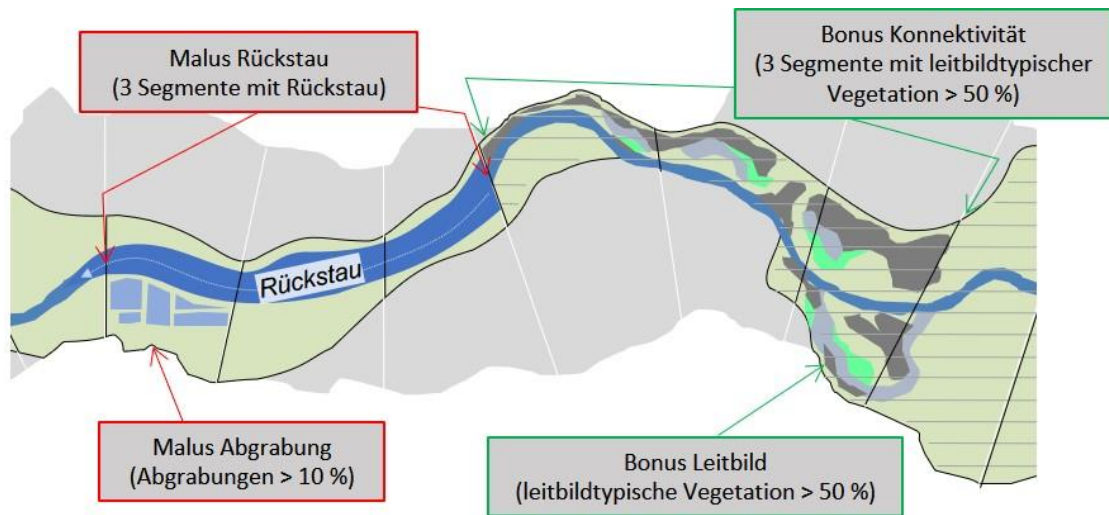 Malus Rückstau
(3 Segmente mit Rückstau)
Bonus Konnektivität
(3 Segmente mit leitbildtypischer
Vegetation > 50 %)
Rückstau
Malus Abgrabung
(Abgrabungen > 10 %)
Bonus Leitbild
(leitbildtypische Vegetation > 50 %)